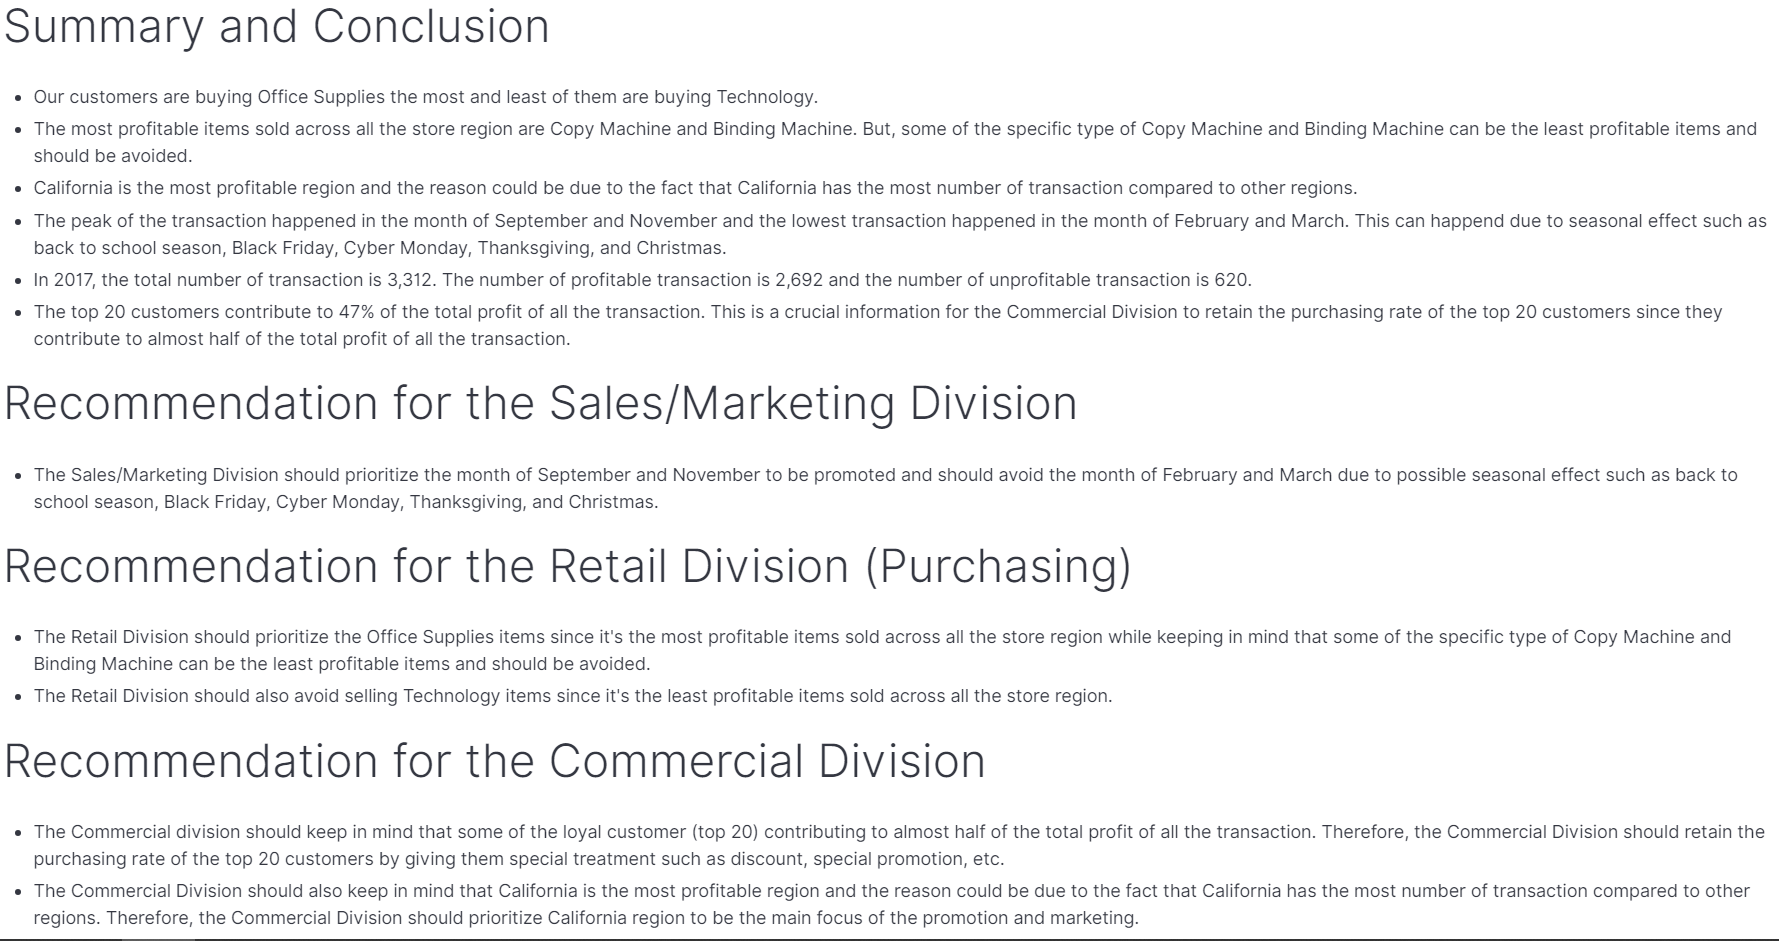 Summary and Conclusion
• Our customers are buying Office Supplies the most and least of them are buying Technology.
• The most profitable items sold across all the store region are Copy Machine and Binding Machine. But, some of the specific type of Copy Machine and Binding Machine can be the least profitable items and
should be avoided.
• California is the most profitable region and the reason could be due to the fact that California has the most number of transaction compared to other regions.
• The peak of the transaction happened in the month of September and November and the lowest transaction happened in the month of February and March. This can happend due to seasonal effect such as
back to school season, Black Friday, Cyber Monday, Thanksgiving, and Christmas.
• In 2017, the total number of transaction is 3,312. The number of profitable transaction is 2,692 and the number of unprofitable transaction is 620.
• The top 20 customers contribute to 47% of the total profit of all the transaction. This is a crucial information for the Commercial Division to retain the purchasing rate of the top 20 customers since they
contribute to almost half of the total profit of all the transaction.
Recommendation for the Sales/Marketing Division
• The Sales/Marketing Division should prioritize the month of September and November to be promoted and should avoid the month of February and March due to possible seasonal effect such as back to
school season, Black Friday, Cyber Monday, Thanksgiving, and Christmas.
Recommendation for the Retail Division (Purchasing)
• The Retail Division should prioritize the Office Supplies items since it's the most profitable items sold across all the store region while keeping in mind that some of the specific type of Copy Machine and
Binding Machine can be the least profitable items and should be avoided.
• The Retail Division should also avoid selling Technology items since it's the least profitable items sold across all the store region.
Recommendation for the Commercial Division
• The Commercial division should keep in mind that some of the loyal customer (top 20) contributing to almost half of the total profit of all the transaction. Therefore, the Commercial Division should retain the
purchasing rate of the top 20 customers by giving them special treatment such as discount, special promotion, etc.
• The Commercial Division should also keep in mind that California is the most profitable region and the reason could be due to the fact that California has the most number of transaction compared to other
regions. Therefore, the Commercial Division should prioritize California region to be the main focus of the promotion and marketing.